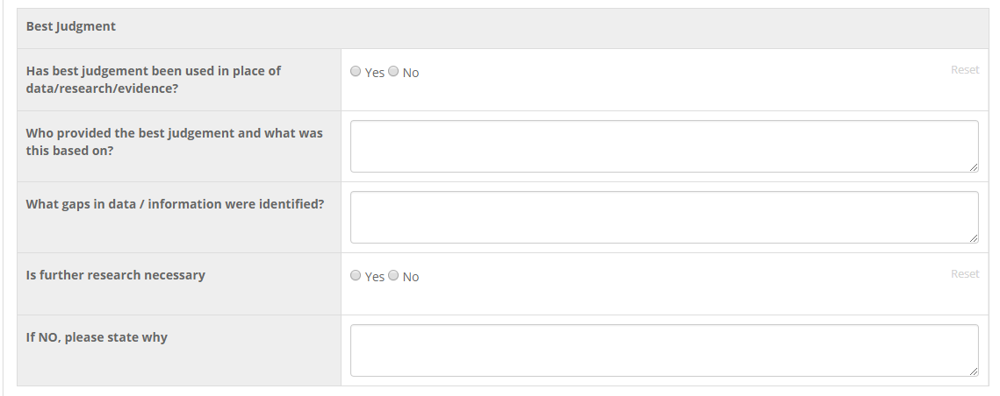 Best Judgment
Has best judgement been used in place of
data/research/evidence?
Yes No
Reset
Who provided the best judgement and what was
this based on?
What gaps in data / information were identified?
Is further research necessary
Yes No
Reset
If NO, please state why